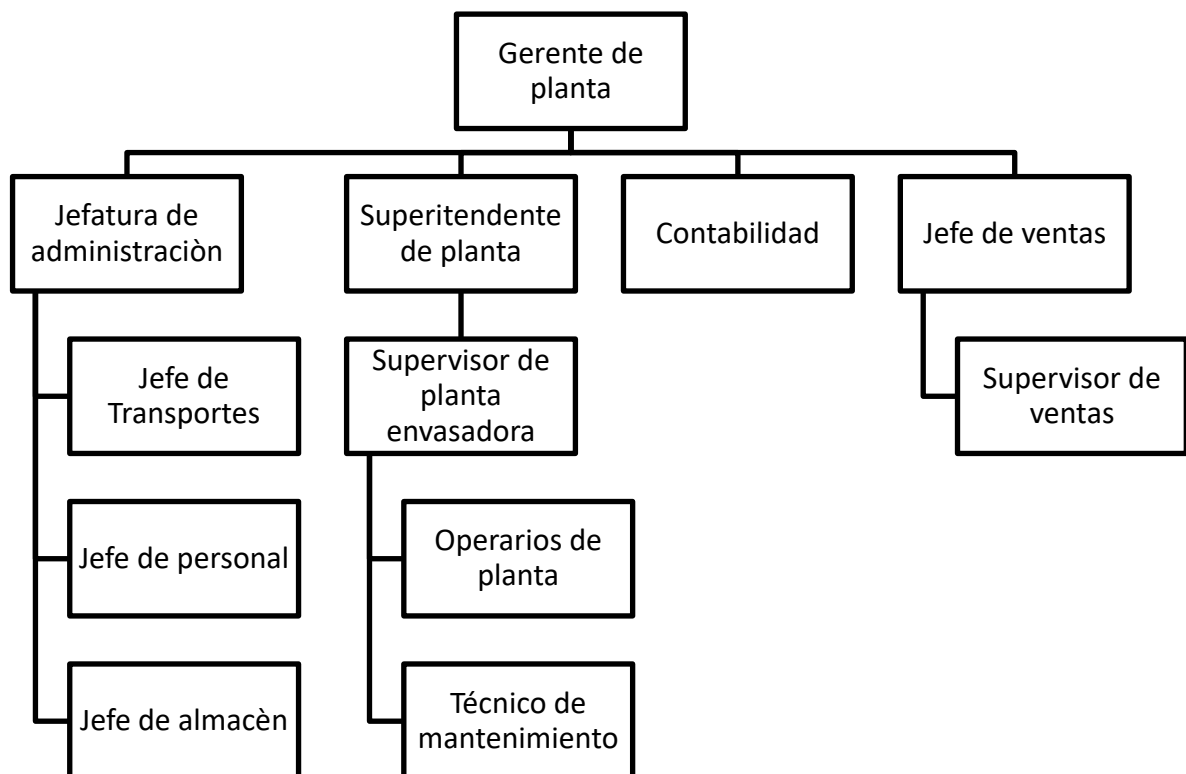 Gerente de
planta
Jefatura de
administraciòn
Superitendente
de planta
Contabilidad
Jefe de ventas
Jefe de
Transportes
Supervisor de
planta
envasadora
Supervisor de
ventas
Jefe de personal
Operarios de
planta
Jefe de almacèn
Técnico de
mantenimiento